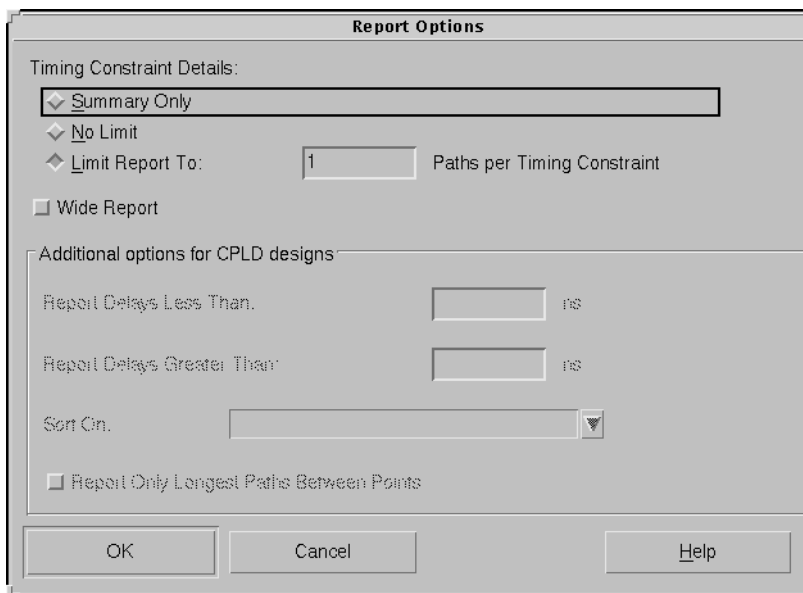 Report Options
Timing Constraint Details:
Summary Only
No Limit
Limit Report To: 1 Paths per Timing Constraint
Wide Report
Additional options for CPLD designs
Report Delays Less Than. ns
Report Delays Greater Than: ns
Sort On.
Report Only Longest Paths Between Points
OK Cancel Help